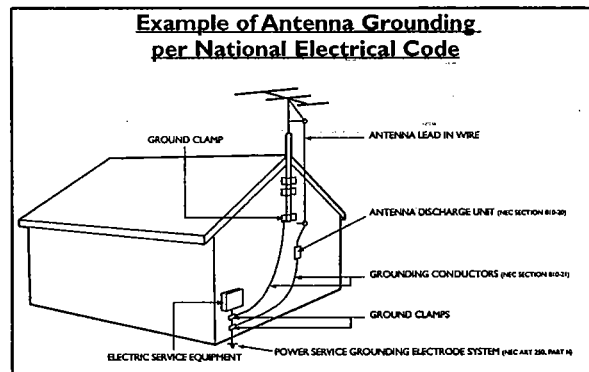 Example of Antenna Grounding
per National Electrical Code
GROUND CLAMP
ANTENNA LEAD IN WIRE
ANTENNA DISCHARGE UNIT (NEC SECTION 810-20)
GROUNDING CONDUCTORS (NEC SECTION 810-21)
GROUND CLAMPS
ELECTRIC SERVICE EQUIPMENT
POWER SERVICE GROUNDING ELECTRODE SYSTEM (NEC ART 250, PART H)